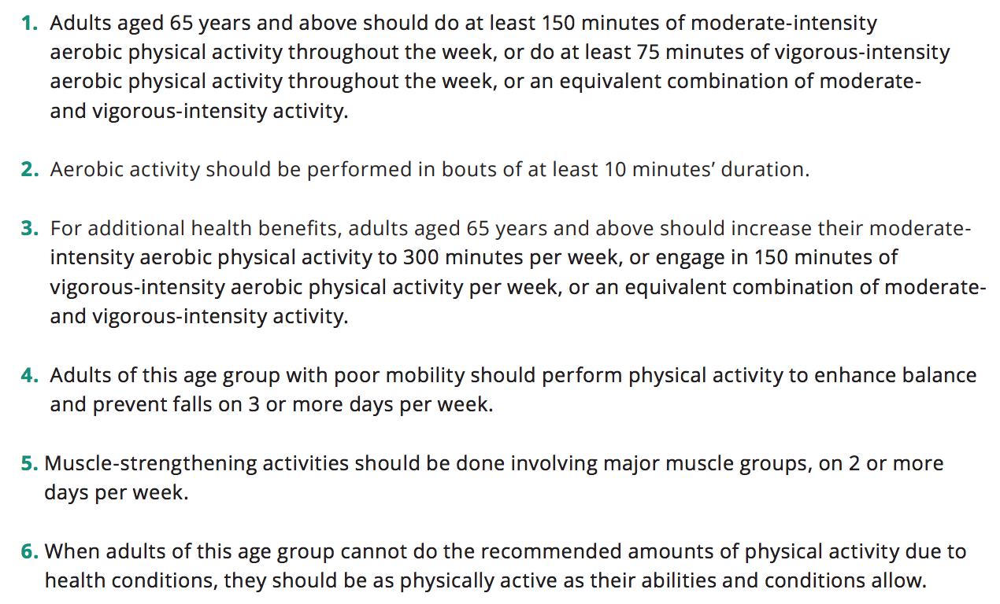 1. Adults aged 65 years and above should do at least 150 minutes of moderate-intensity
aerobic physical activity throughout the week, or do at least 75 minutes of vigorous-intensity
aerobic physical activity throughout the week, or an equivalent combination of moderate-
and vigorous-intensity activity.
2. Aerobic activity should be performed in bouts of at least 10 minutes’ duration.
3. For additional health benefits, adults aged 65 years and above should increase their moderate-
intensity aerobic physical activity to 300 minutes per week, or engage in 150 minutes of
vigorous-intensity aerobic physical activity per week, or an equivalent combination of moderate-
and vigorous-intensity activity.
4. Adults of this age group with poor mobility should perform physical activity to enhance balance
and prevent falls on 3 or more days per week.
5. Muscle-strengthening activities should be done involving major muscle groups, on 2 or more
days per week.
6. When adults of this age group cannot do the recommended amounts of physical activity due to
health conditions, they should be as physically active as their abilities and conditions allow.